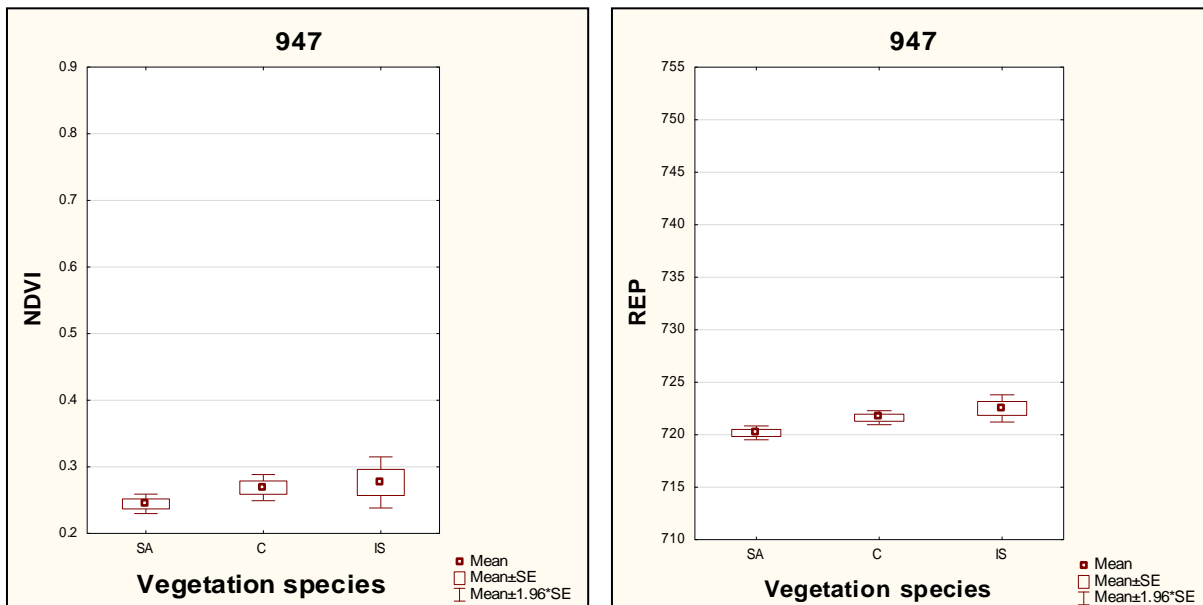 947
0.9
0.8
0.7
0.6
0.5
0.4
0.3
0.2
NDVI
SA C IS
Vegetation species
Mean
Mean±SE
Mean±1.96*SE
947
755
750
745
740
735
730
725
720
715
710
REP
SA C IS
Vegetation species
Mean
Mean±SE
Mean±1.96*SE